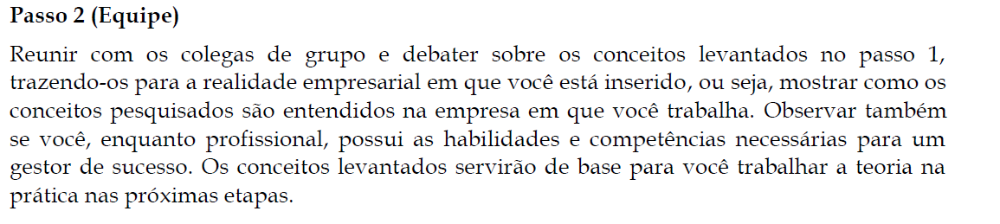 Passo 2 (Equipe)
Reunir com os colegas de grupo e debater sobre os conceitos levantados no passo 1,
trazendo-os para a realidade empresarial em que você está inserido, ou seja, mostrar como os
conceitos pesquisados são entendidos na empresa em que você trabalha. Observar também
se você, enquanto profissional, possui as habilidades e competências necessárias para um
gestor de sucesso. Os conceitos levantados servirão de base para você trabalhar a teoria na
prática nas próximas etapas.